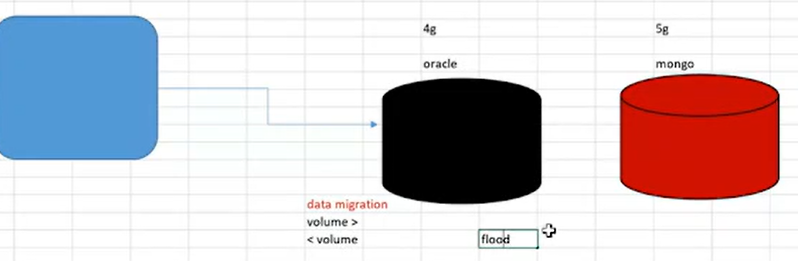 4g
5g
oracle
mongo
data migration
volume >
< volume
flood